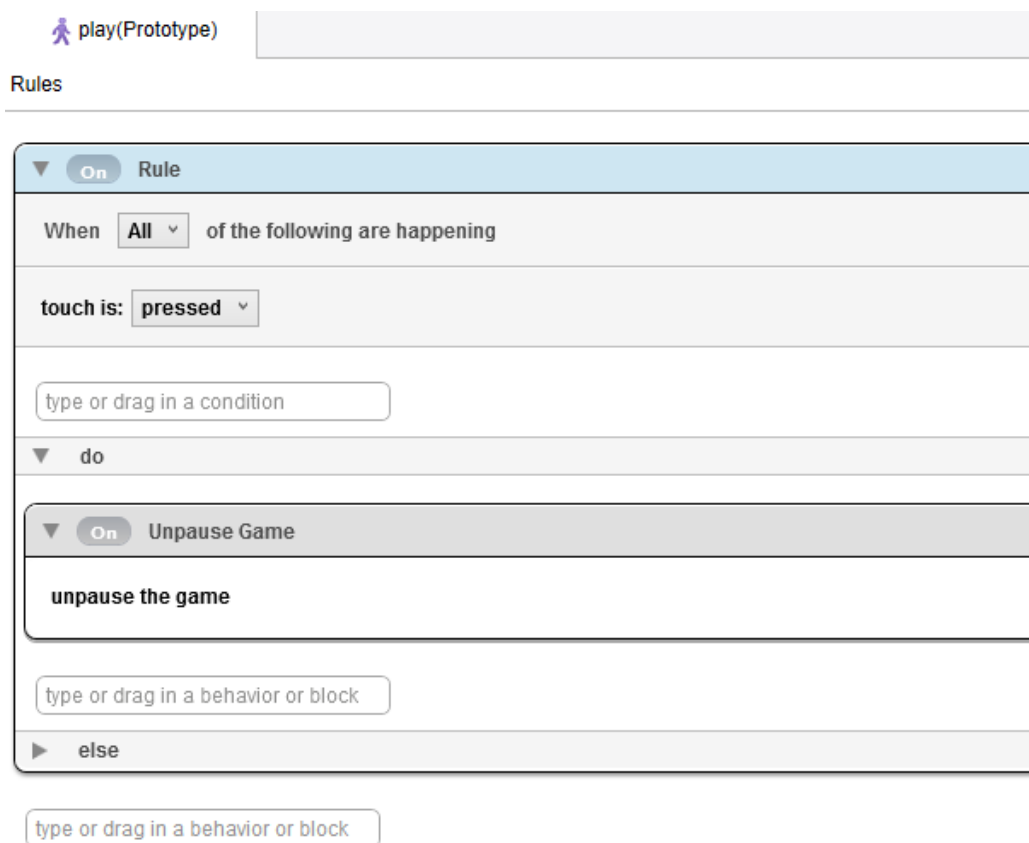 play(Prototype)
Rules
On Rule
When All of the following are happening
touch is: pressed
type or drag in a condition
do
On Unpause Game
unpause the game
type or drag in a behavior or block
else
type or drag in a behavior or block